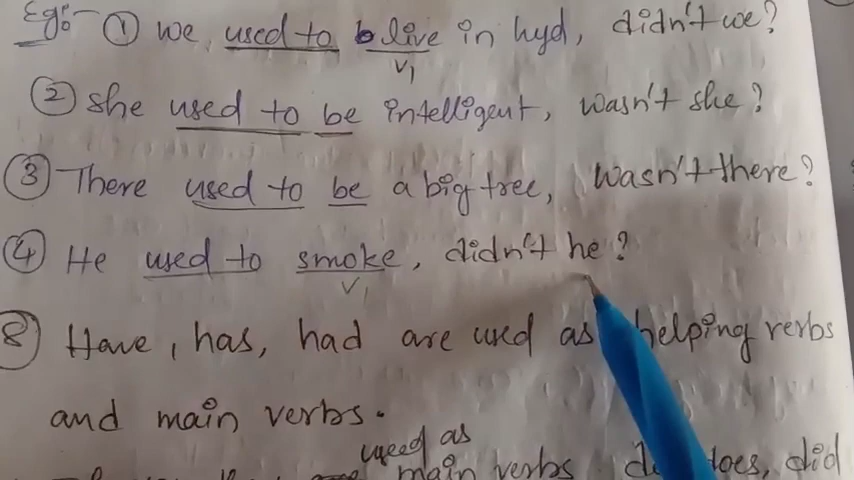 Eg:- ① We used to live in hyd, didn't we?
V1
② She used to be intelligent, wasn't she?
③ There used to be a big tree, wasn't there?
④ He used to smoke, didn't he?
V1
⑧ Have, has, had are used as helping verbs
and main verbs.
used as
main verbs does, did